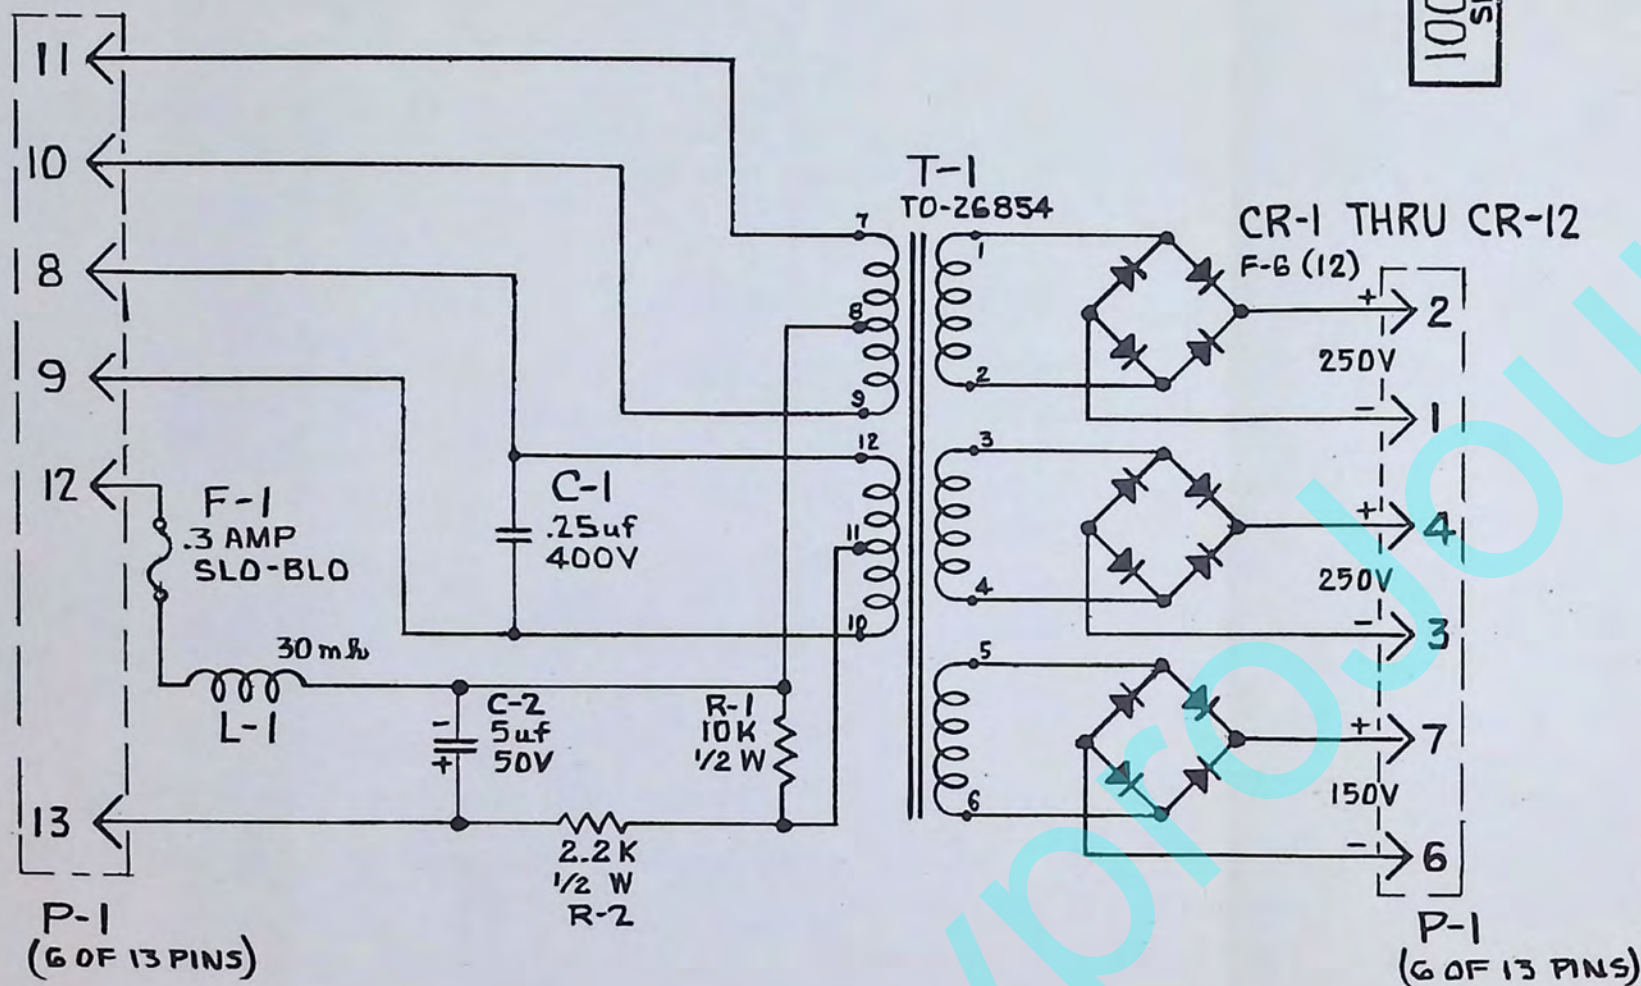 100
11
10
8
9
12
13
P-1
(6 OF 13 PINS)
F-1
.3 AMP
SLO-BLO
30mh
L-1
C-1
.25uf
400V
-
C-2
5uf
50V
+
R-1
10K
1/2 W
2.2K
1/2 W
R-2
T-1
TO-26854
7
8
9
12
11
10
1
2
3
4
5
6
CR-1 THRU CR-12
F-6 (12)
+
2
250V
-
1
+
4
250V
-
3
+
7
150V
-
6
P-1
(6 OF 13 PINS)